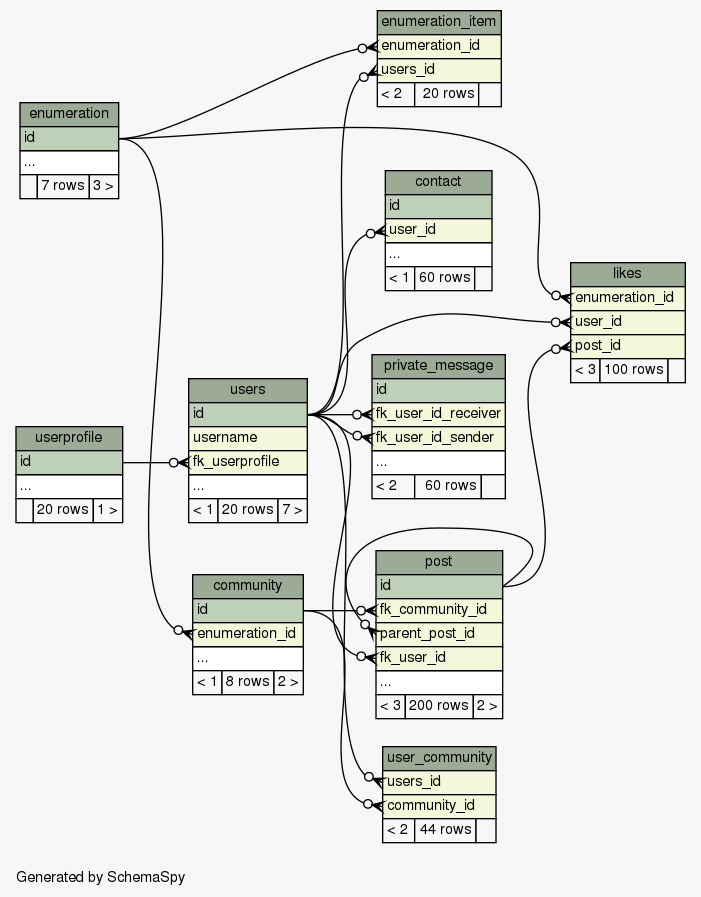 enumeration_item
enumeration_id
users_id
< 2 20 rows
enumeration
id
...
7 rows 3 >
contact
id
user_id
...
< 1 60 rows
likes
enumeration_id
user_id
post_id
< 3 100 rows
private_message
id
fk_user_id_receiver
fk_user_id_sender
...
< 2 60 rows
users
id
username
fk_userprofile
...
< 1 20 rows 7 >
userprofile
id
...
20 rows 1 >
post
id
fk_community_id
parent_post_id
fk_user_id
...
< 3 200 rows 2 >
community
id
enumeration_id
...
< 1 8 rows 2 >
user_community
users_id
community_id
< 2 44 rows
Generated by SchemaSpy